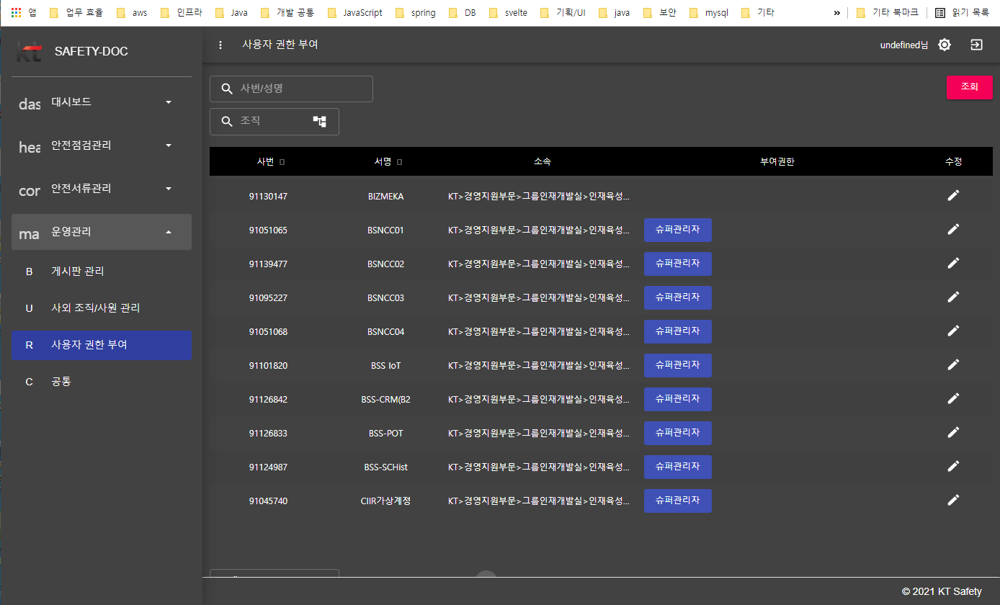 앱 업무 효율 aws 인프라 Java 개발 공통 JavaScript spring DB svelte 기획/UI java 보안 mysql 기타 » 기타 북마크 읽기 목록
kt SAFETY-DOC
사용자 권한 부여
undefined님
das 대시보드
hea 안전점검관리
cor 안전서류관리
ma 운영관리
B 게시판 관리
U 사외 조직/사원 관리
R 사용자 권한 부여
C 공통
사번/성명
조회
조직
사번 서명 소속 부여권한 수정
91130147 BIZMEKA KT>경영지원부문>그룹인재개발실>인재육성...
91051065 BSNCC01 KT>경영지원부문>그룹인재개발실>인재육성... 슈퍼관리자
91139477 BSNCC02 KT>경영지원부문>그룹인재개발실>인재육성... 슈퍼관리자
91095227 BSNCC03 KT>경영지원부문>그룹인재개발실>인재육성... 슈퍼관리자
91051068 BSNCC04 KT>경영지원부문>그룹인재개발실>인재육성... 슈퍼관리자
91101820 BSS IoT KT>경영지원부문>그룹인재개발실>인재육성... 슈퍼관리자
91126842 BSS-CRM(B2 KT>경영지원부문>그룹인재개발실>인재육성... 슈퍼관리자
91126833 BSS-POT KT>경영지원부문>그룹인재개발실>인재육성... 슈퍼관리자
91124987 BSS-SCHist KT>경영지원부문>그룹인재개발실>인재육성... 슈퍼관리자
91045740 CIIR가상계정 KT>경영지원부문>그룹인재개발실>인재육성... 슈퍼관리자
© 2021 KT Safety